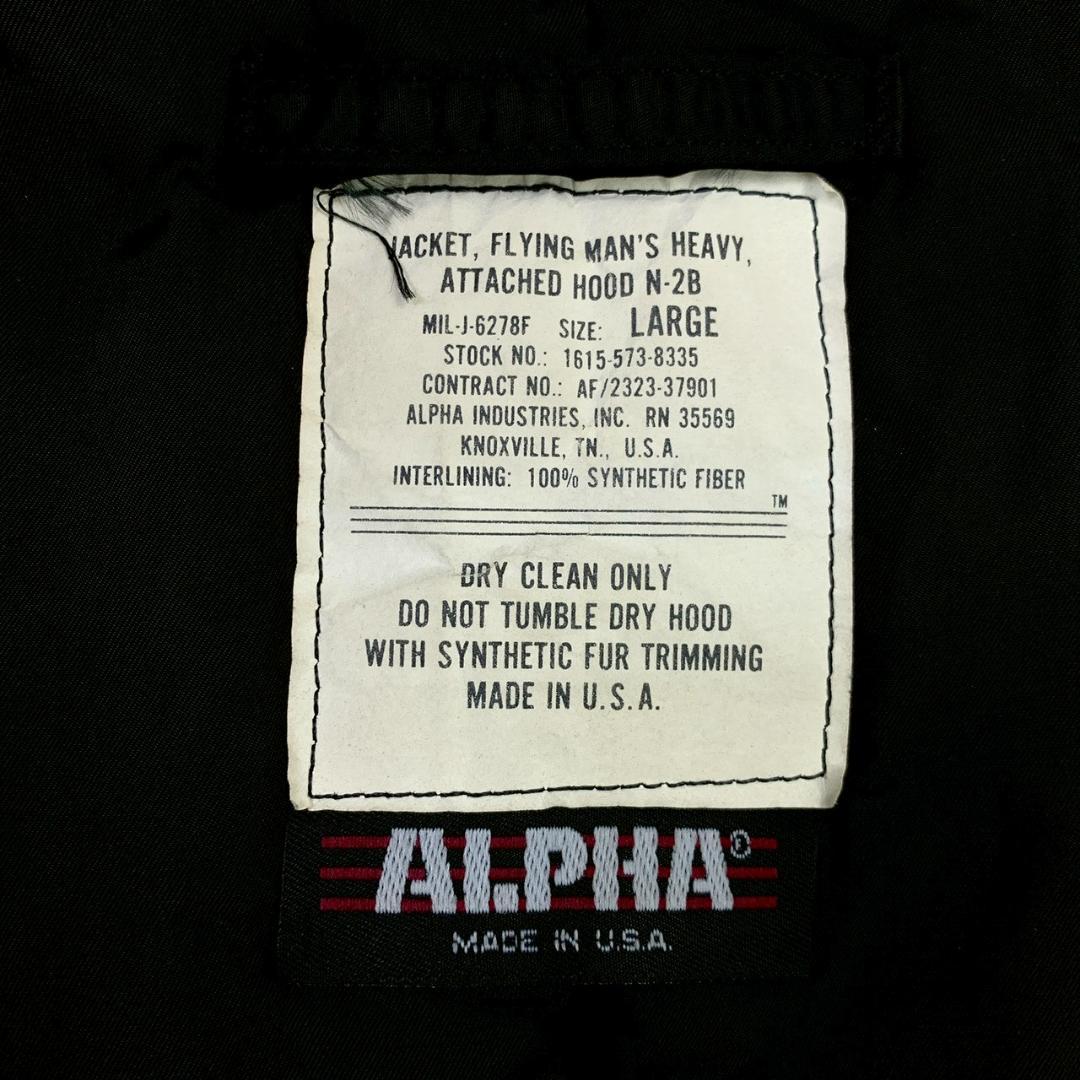 JACKET, FLYING MAN'S HEAVY,
ATTACHED HOOD N-2B
MIL-J-6278F SIZE: LARGE
STOCK NO.: 1615-573-8335
CONTRACT NO.: AF/2323-37901
ALPHA INDUSTRIES, INC. RN 35569
KNOXVILLE, TN., U.S.A.
INTERLINING: 100% SYNTHETIC FIBER
TM
DRY CLEAN ONLY
DO NOT TUMBLE DRY HOOD
WITH SYNTHETIC FUR TRIMMING
MADE IN U.S.A.
ALPHA®
MADE IN U.S.A.